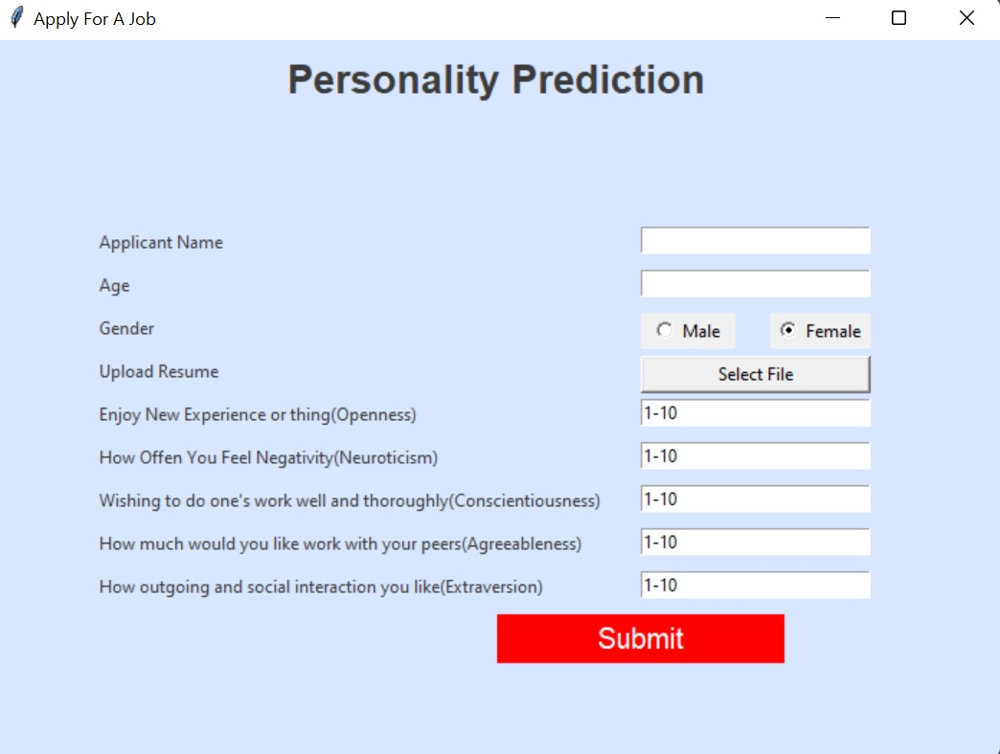 Apply For A Job
Personality Prediction
Applicant Name
Age
Gender Male Female
Upload Resume Select File
Enjoy New Experience or thing(Openness) 1-10
How Offen You Feel Negativity(Neuroticism) 1-10
Wishing to do one's work well and thoroughly(Conscientiousness) 1-10
How much would you like work with your peers(Agreeableness) 1-10
How outgoing and social interaction you like(Extraversion) 1-10
Submit